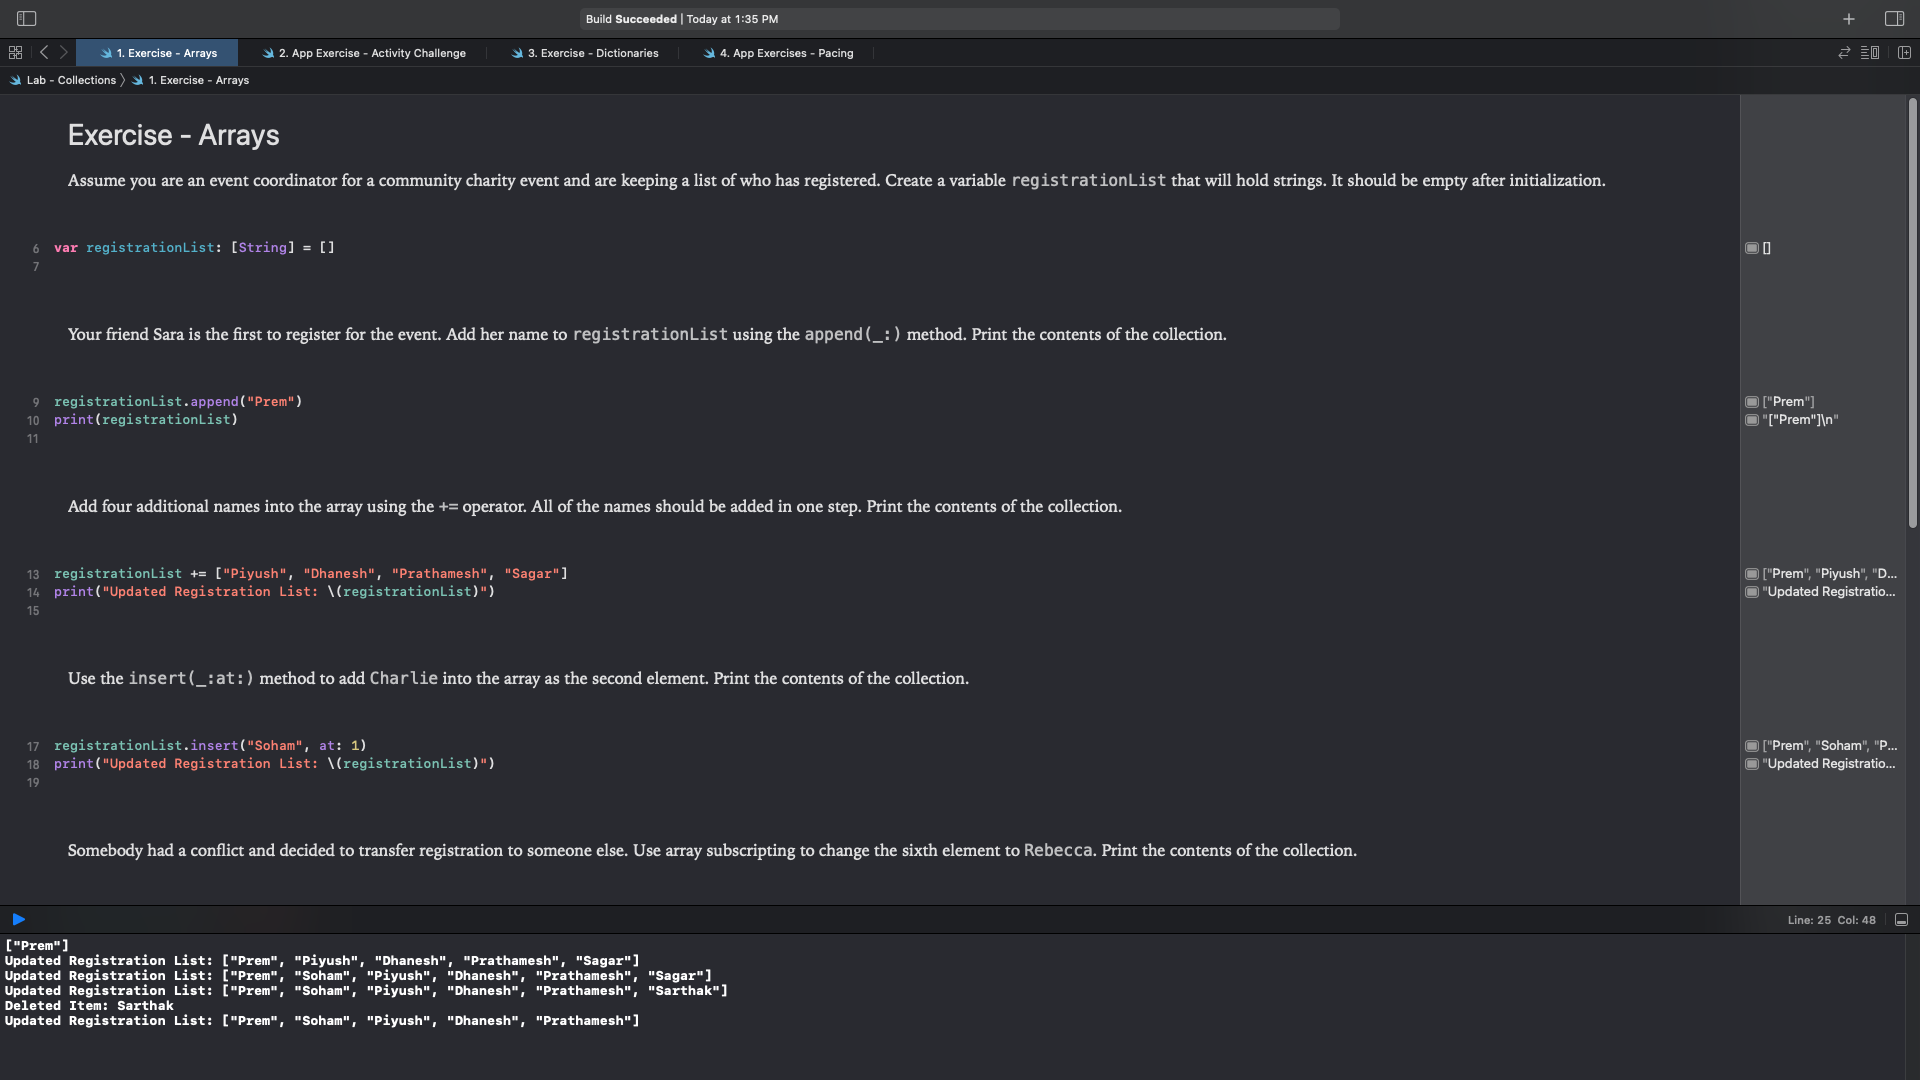 Build Succeeded | Today at 1:35 PM
1. Exercise - Arrays
2. App Exercise - Activity Challenge
3. Exercise - Dictionaries
4. App Exercises - Pacing
Lab - Collections 〉 1. Exercise - Arrays
Exercise - Arrays
Assume you are an event coordinator for a community charity event and are keeping a list of who has registered. Create a variable registrationList that will hold strings. It should be empty after initialization.
6 var registrationList: [String] = []
[]
7
Your friend Sara is the first to register for the event. Add her name to registrationList using the append(_:) method. Print the contents of the collection.
9 registrationList.append("Prem")
["Prem"]
10 print(registrationList)
"["Prem"]\n"
11
Add four additional names into the array using the += operator. All of the names should be added in one step. Print the contents of the collection.
13 registrationList += ["Piyush", "Dhanesh", "Prathamesh", "Sagar"]
["Prem", "Piyush", "D...
14 print("Updated Registration List: \(registrationList)")
"Updated Registratio...
15
Use the insert(_:at:) method to add Charlie into the array as the second element. Print the contents of the collection.
17 registrationList.insert("Soham", at: 1)
["Prem", "Soham", "P...
18 print("Updated Registration List: \(registrationList)")
"Updated Registratio...
19
Somebody had a conflict and decided to transfer registration to someone else. Use array subscripting to change the sixth element to Rebecca. Print the contents of the collection.
Line: 25 Col: 48
["Prem"]
Updated Registration List: ["Prem", "Piyush", "Dhanesh", "Prathamesh", "Sagar"]
Updated Registration List: ["Prem", "Soham", "Piyush", "Dhanesh", "Prathamesh", "Sagar"]
Updated Registration List: ["Prem", "Soham", "Piyush", "Dhanesh", "Prathamesh", "Sarthak"]
Deleted Item: Sarthak
Updated Registration List: ["Prem", "Soham", "Piyush", "Dhanesh", "Prathamesh"]